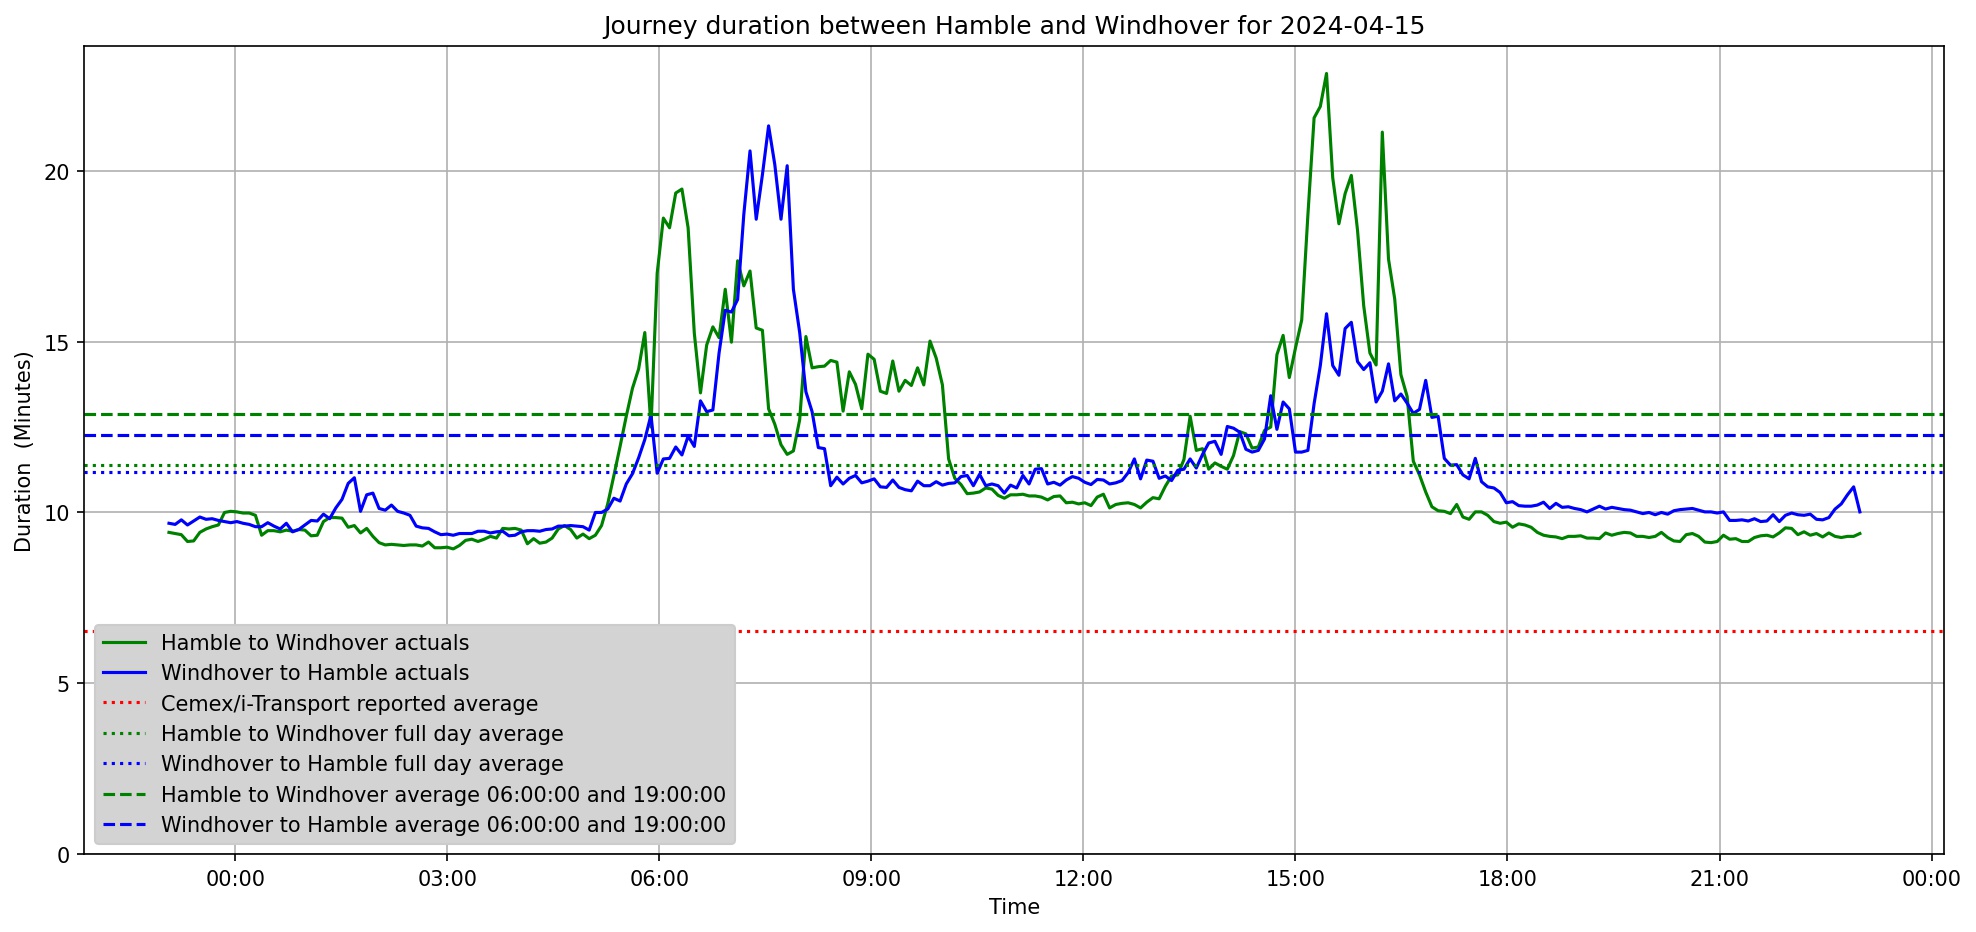 Journey duration between Hamble and Windhover for 2024-04-15
Duration (Minutes)
20
15
10
5
0
Hamble to Windhover actuals
Windhover to Hamble actuals
Cemex/i-Transport reported average
Hamble to Windhover full day average
Windhover to Hamble full day average
Hamble to Windhover average 06:00:00 and 19:00:00
Windhover to Hamble average 06:00:00 and 19:00:00
00:00 03:00 06:00 09:00 12:00 15:00 18:00 21:00 00:00
Time